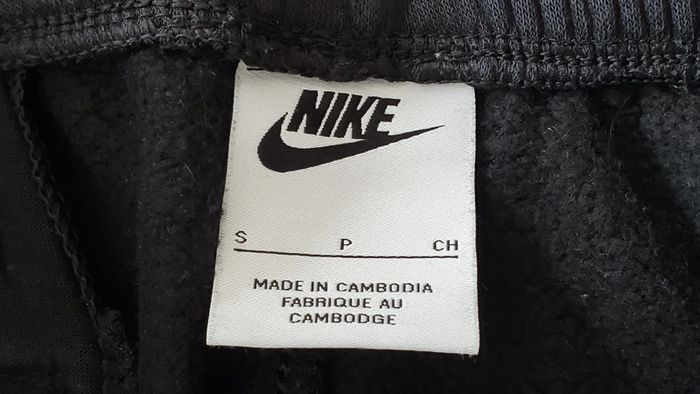 NIKE
S P CH
MADE IN CAMBODIA
FABRIQUE AU
CAMBODGE